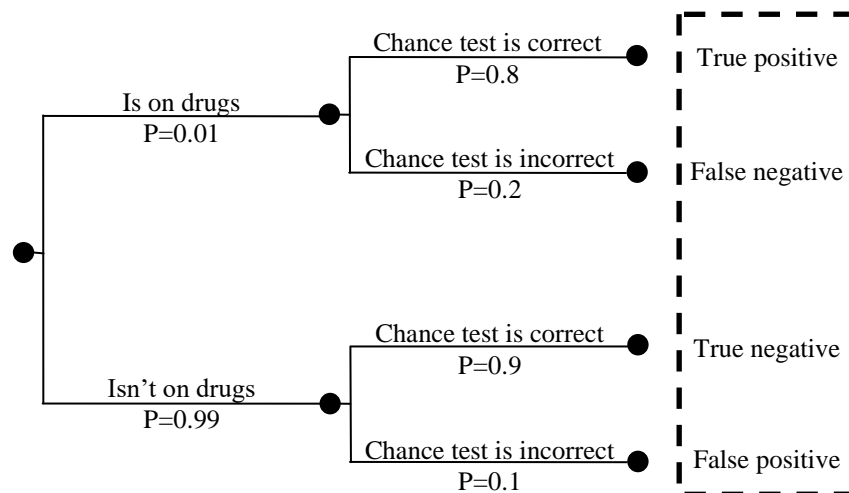 Chance test is correct
P=0.8
True positive
Is on drugs
P=0.01
Chance test is incorrect
P=0.2
False negative
Chance test is correct
P=0.9
True negative
Isn't on drugs
P=0.99
Chance test is incorrect
P=0.1
False positive